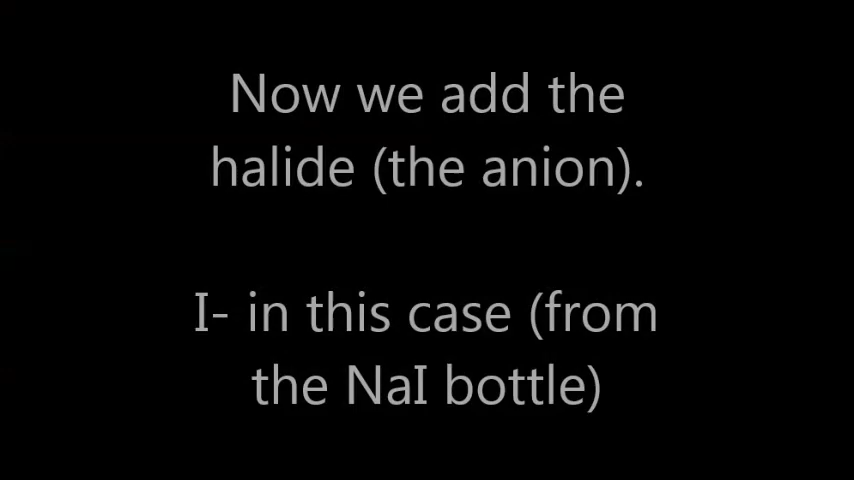 Now we add the
halide (the anion).
I- in this case (from
the NaI bottle)